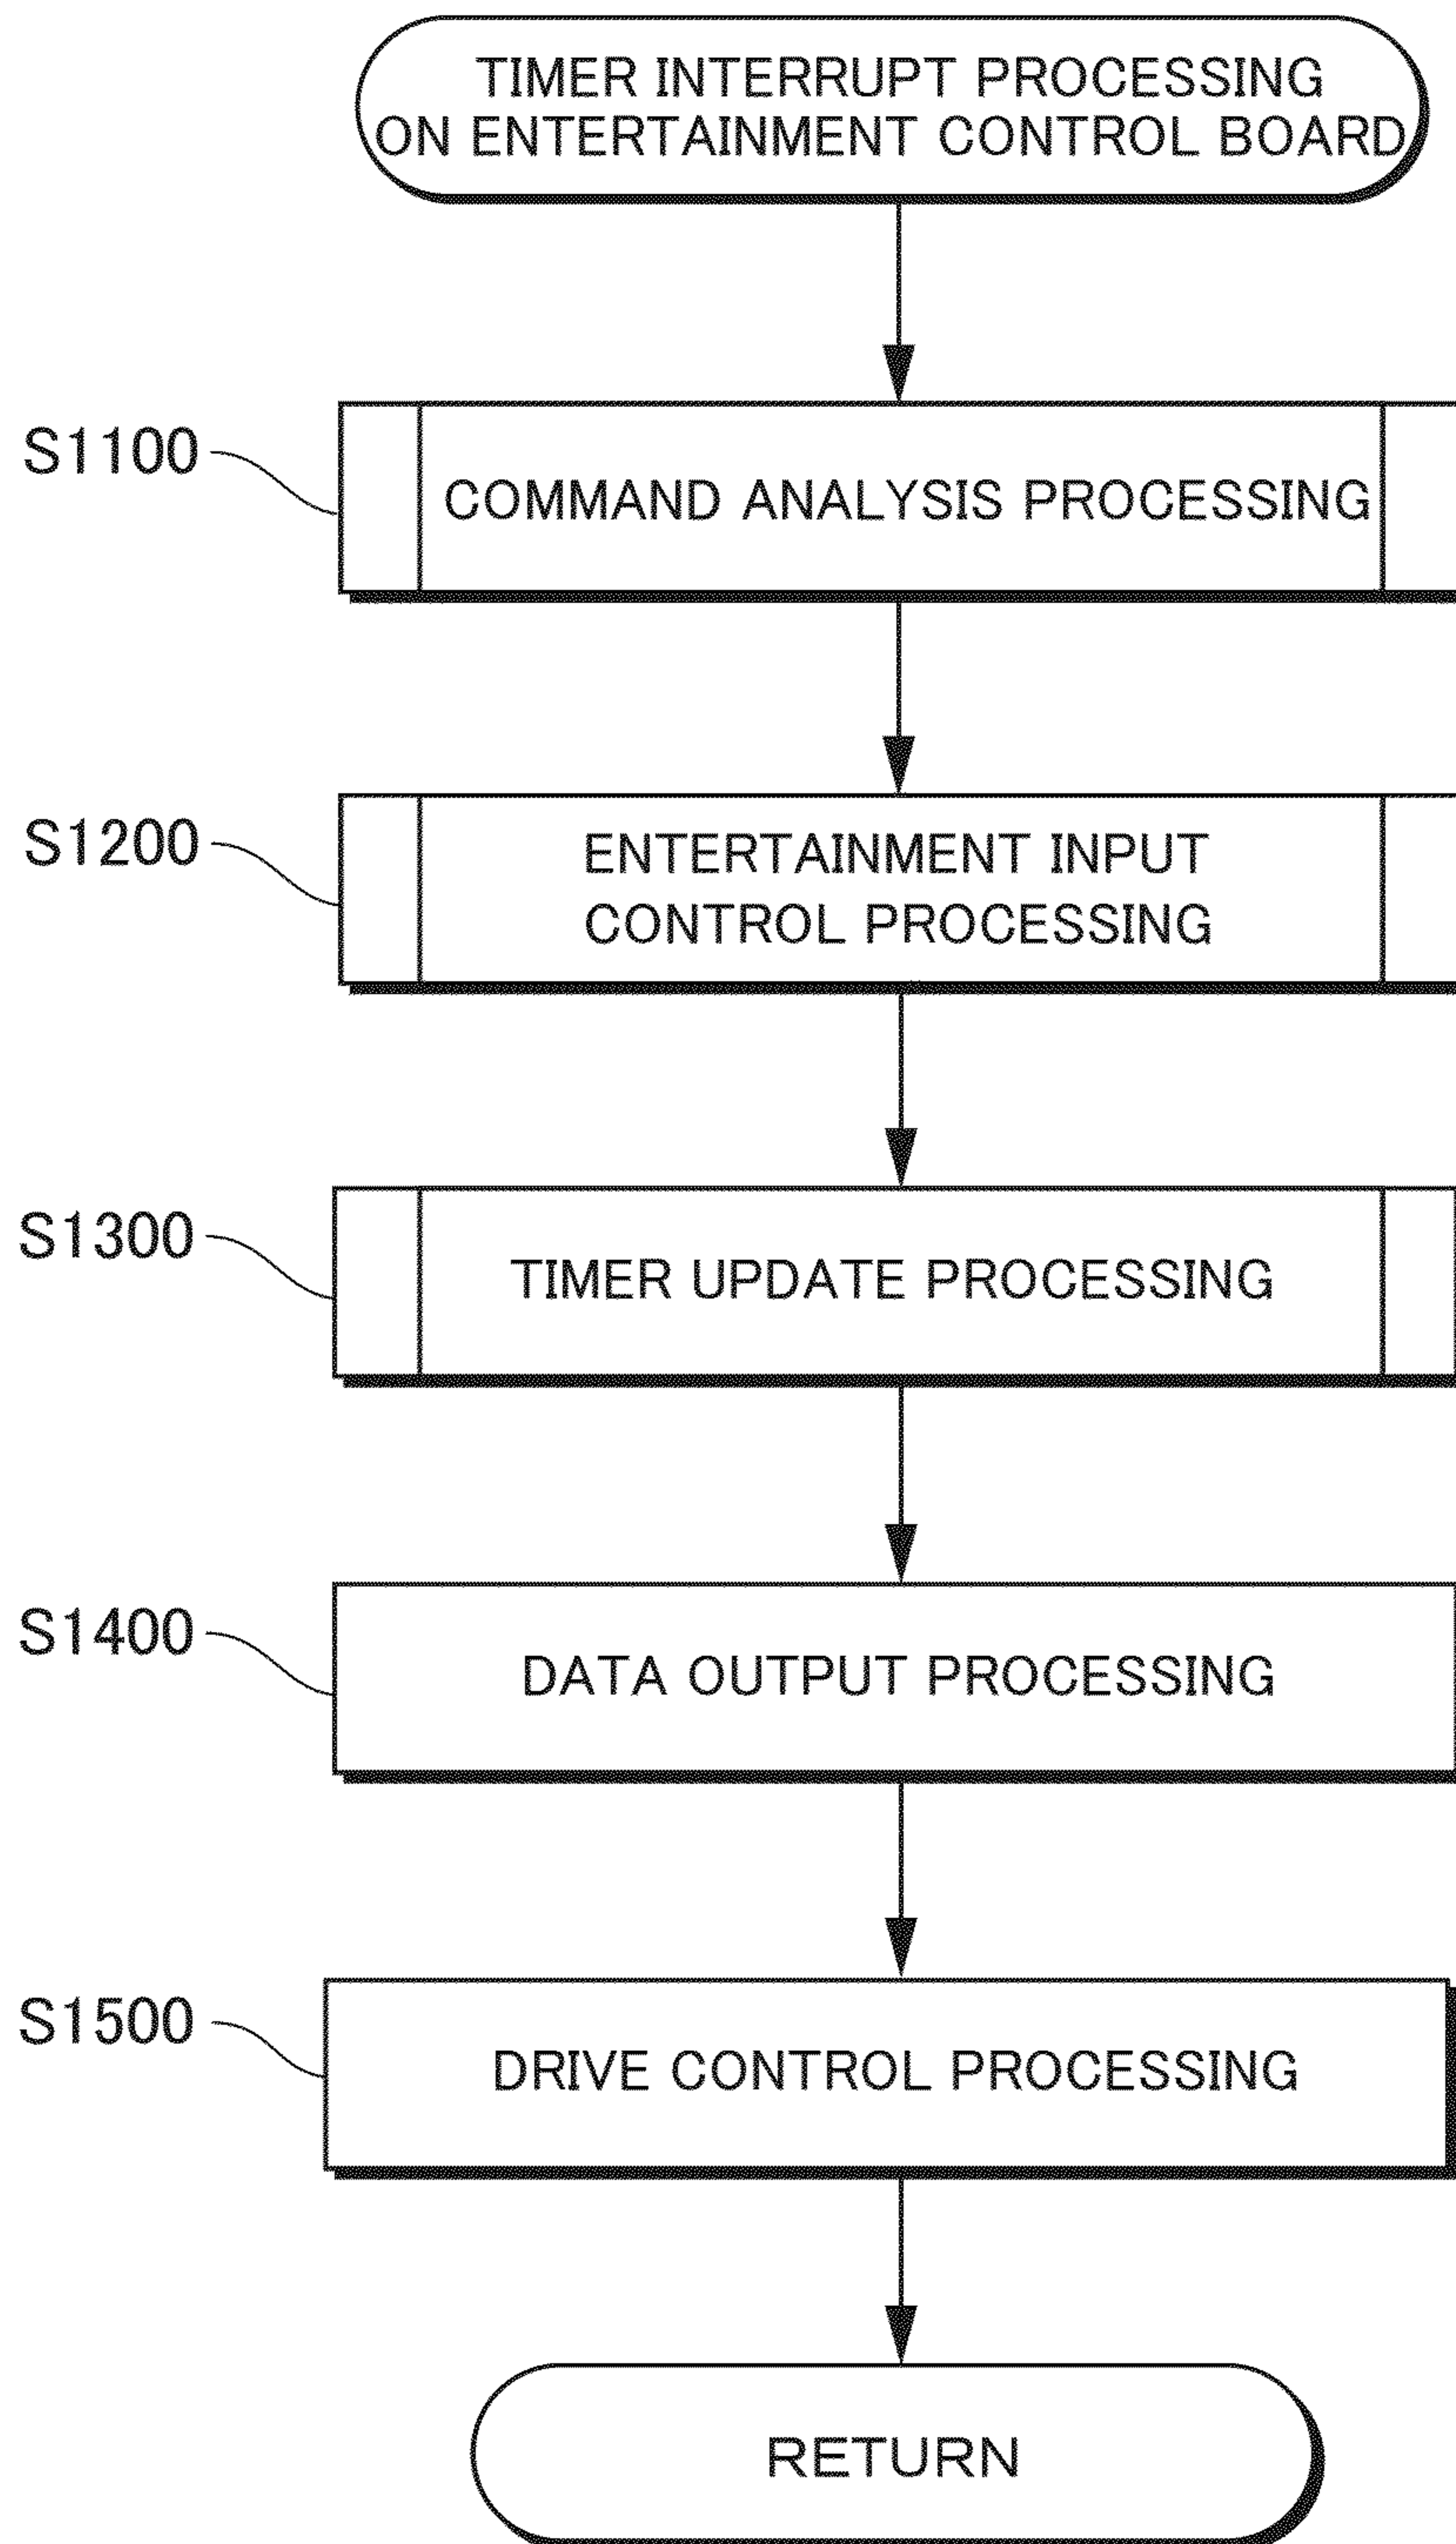 TIMER INTERRUPT PROCESSING
ON ENTERTAINMENT CONTROL BOARD
S1100
COMMAND ANALYSIS PROCESSING
S1200
ENTERTAINMENT INPUT
CONTROL PROCESSING
S1300
TIMER UPDATE PROCESSING
S1400
DATA OUTPUT PROCESSING
S1500
DRIVE CONTROL PROCESSING
RETURN